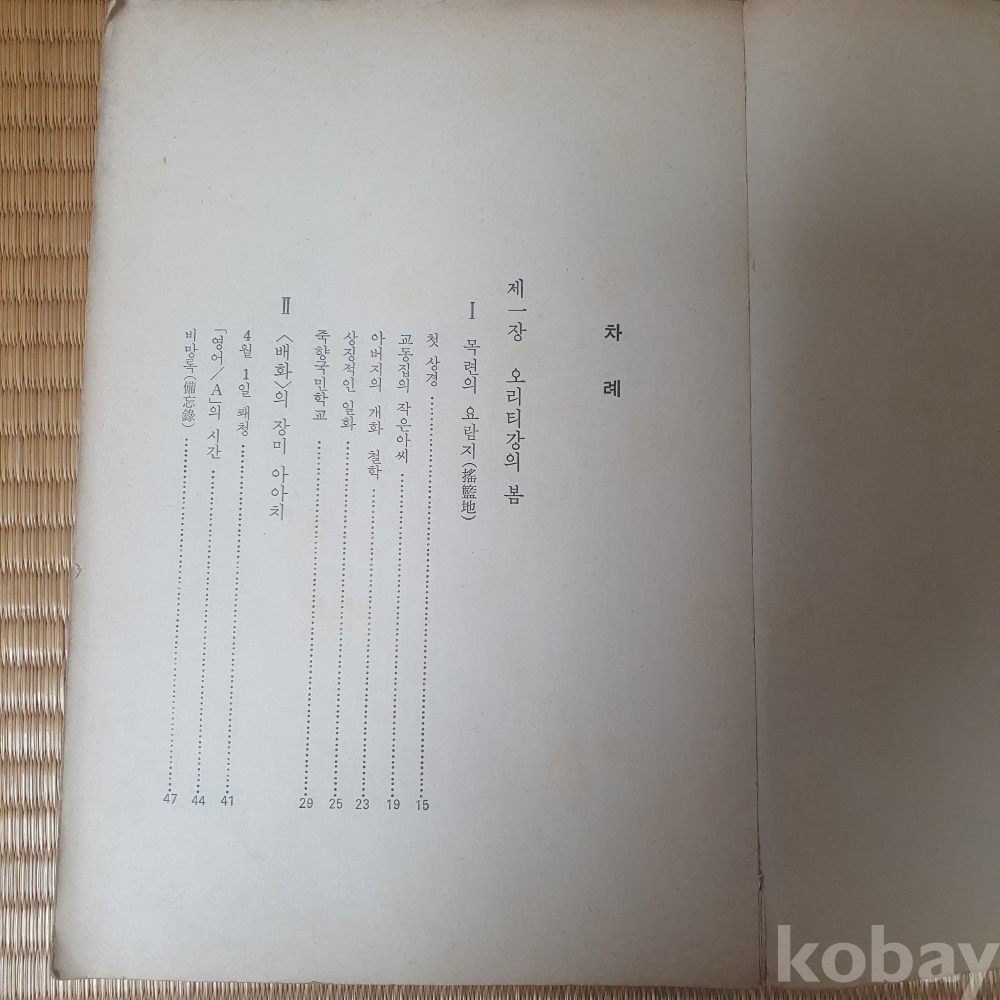 차례
제一장 오리티강의 봄
Ⅰ 목련의 요람지(搖籃地)
첫 상경 15
교동집의 작은아씨 19
아버지의 개화 철학 23
상징적인 일화 25
죽향국민학교 29
Ⅱ 〈배화〉의 장미 아아치
4월 1일 쾌청 41
「영어/A」의 시간 44
비망록(備忘錄) 47
kobay